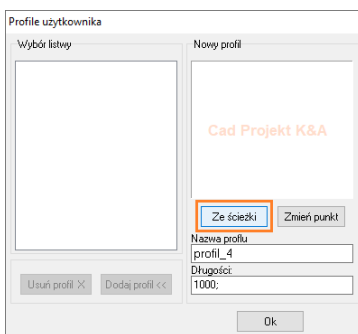 Profile użytkownika
Wybór listwy
Nowy profil
Cad Projekt K&A
Ze ścieżki
Zmień punkt
Nazwa proflu
profil_4
Długości:
1000;
Usuń profil X
Dodaj profil <<
Ok